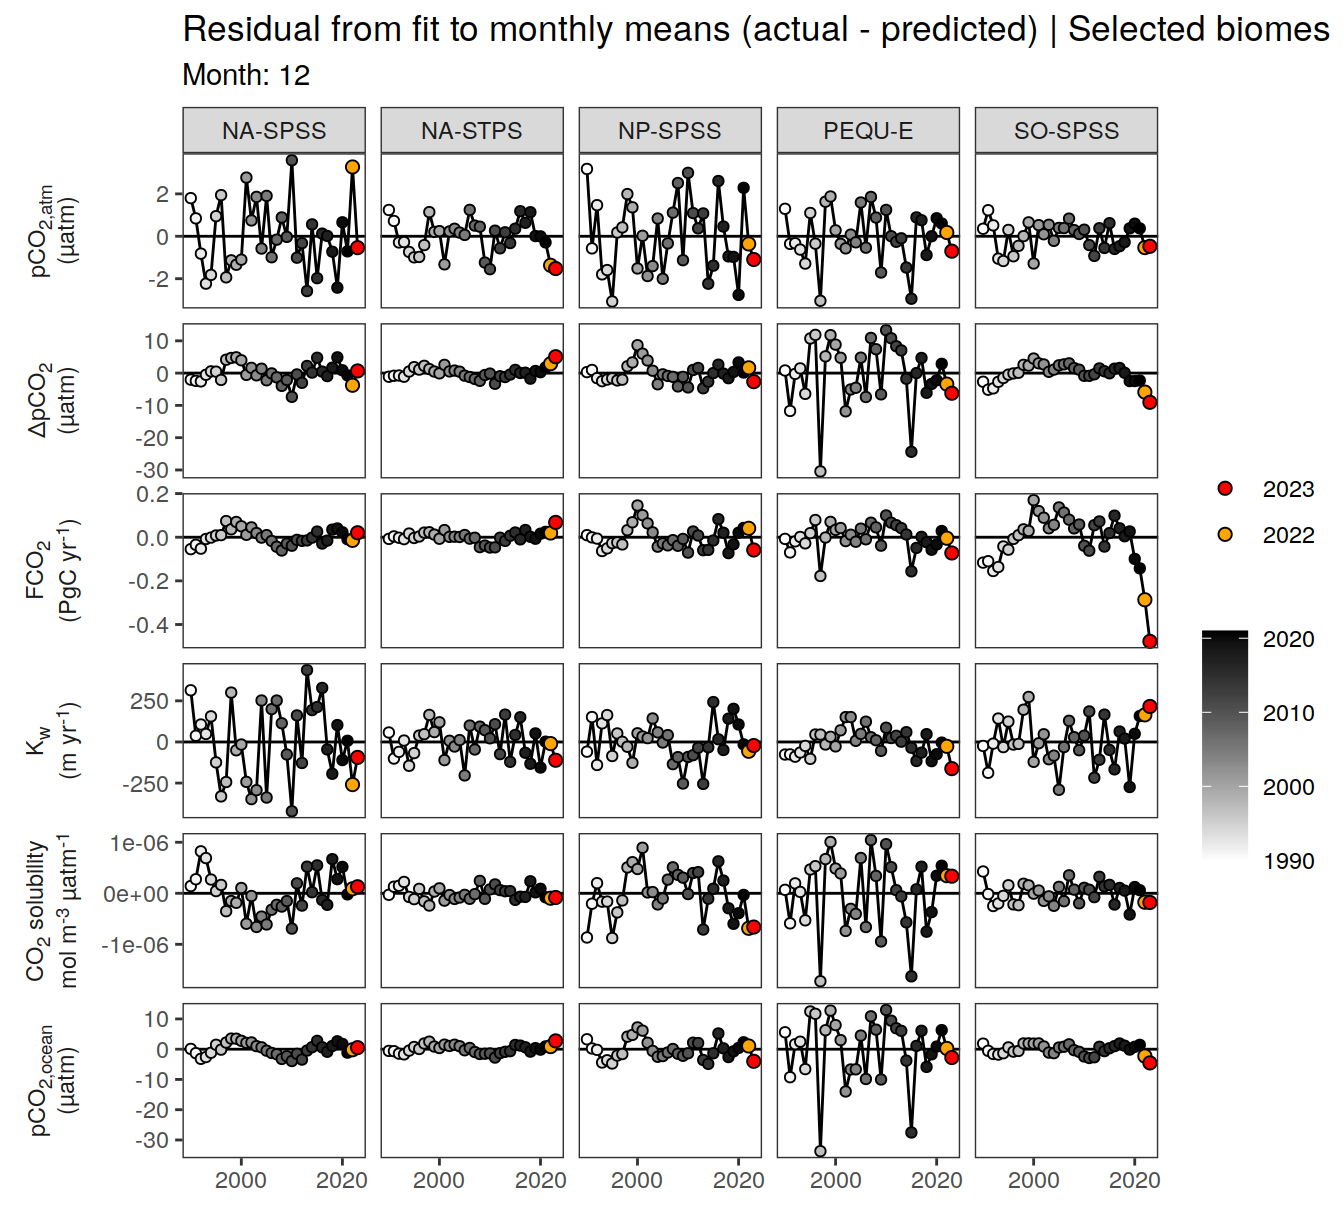 Residual from fit to monthly means (actual - predicted) | Selected biomes
Month: 12
NA-SPSS NA-STPS NP-SPSS PEQU-E SO-SPSS
pCO2,atm
(µatm)
2
0
-2
ΔpCO2
(µatm)
10
0
-10
-20
-30
FCO2
(PgC yr-1)
0.2
0.0
-0.2
-0.4
Kw
(m yr-1)
250
0
-250
CO2 solubility
mol m-3 µatm-1
1e-06
0e+00
-1e-06
pCO2,ocean
(µatm)
10
0
-10
-20
-30
2000 2020 2000 2020 2000 2020 2000 2020 2000 2020
2023
2022
2020
2010
2000
1990